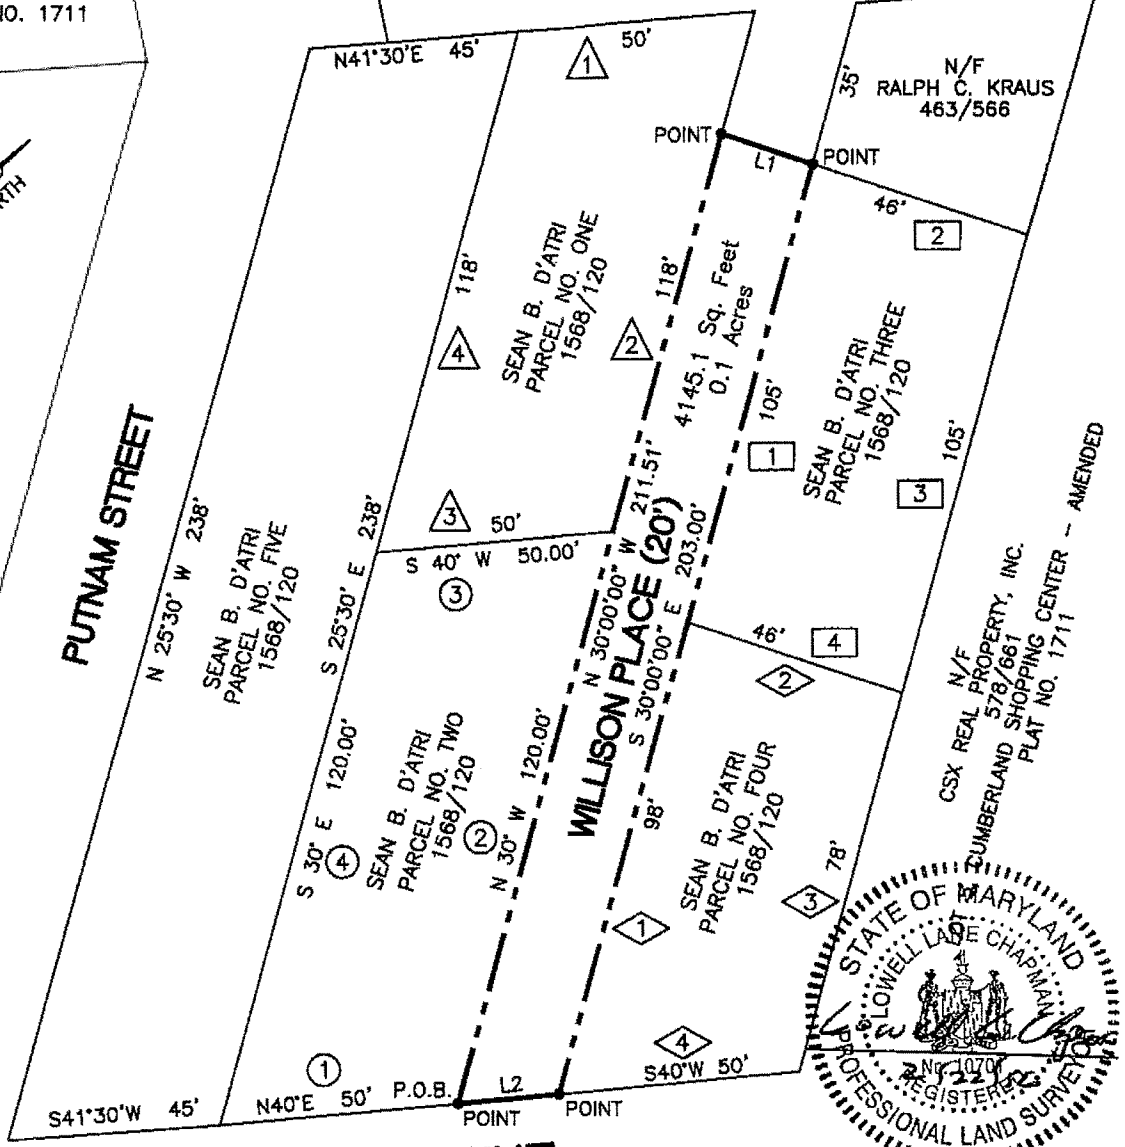 NO. 1711
N41°30'E 45'
50'
1
35'
N/F
RALPH C. KRAUS
463/566
POINT
L1
POINT
46'
2
118'
4
SEAN B. D'ATRI
PARCEL NO. ONE
1568/120
118'
2
4145.1 Sq. Feet
0.1 Acres
105'
1
SEAN B. D'ATRI
PARCEL NO. THREE
1568/120
105'
3
PUTNAM STREET
N 25°30' W 238'
SEAN B. D'ATRI
PARCEL NO. FIVE
1568/120
S 25°30' E 238'
3
50'
S 40° W 50.00'
3
N 30°00'00" W 211.51'
WILLISON PLACE (20')
S 30°00'00" E 203.00'
46'
4
2
N/F
CSX REAL PROPERTY, INC.
578/661
CUMBERLAND SHOPPING CENTER - AMENDED
PLAT NO. 1711
S 30° E 120.00'
4
SEAN B. D'ATRI
PARCEL NO. TWO
1568/120
2
N 30° W 120.00'
98'
1
SEAN B. D'ATRI
PARCEL NO. FOUR
1568/120
3
78'
4
S40°W 50'
1
S41°30'W 45'
N40°E 50'
P.O.B.
L2
POINT
POINT
STATE OF MARYLAND
LOWELL LANE CHAPMAN
No. 10707
REGISTERED
PROFESSIONAL LAND SURVEYOR